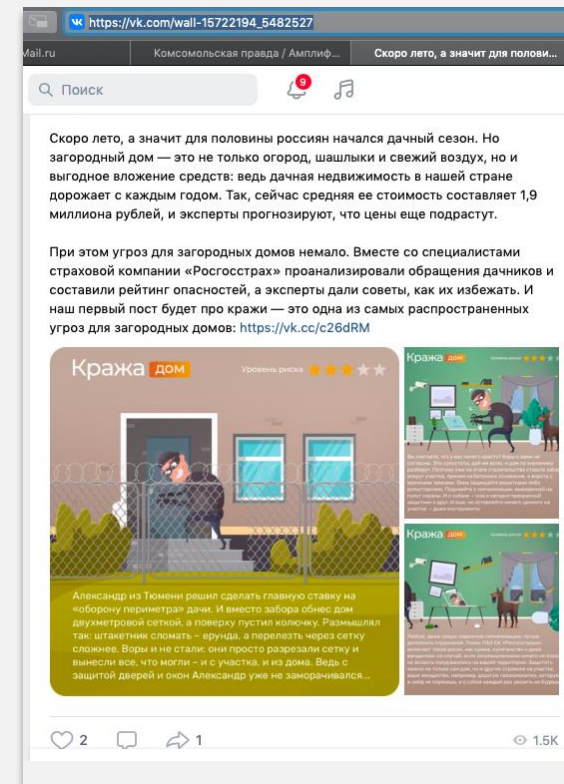 https://vk.com/wall-15722194_5482527
Mail.ru
Комсомольская правда / Амплиф...
Скоро лето, а значит для полови...
Поиск
9
Скоро лето, а значит для половины россиян начался дачный сезон. Но
загородный дом — это не только огород, шашлыки и свежий воздух, но и
выгодное вложение средств: ведь дачная недвижимость в нашей стране
дорожает с каждым годом. Так, сейчас средняя ее стоимость составляет 1,9
миллиона рублей, и эксперты прогнозируют, что цены еще подрастут.
При этом угроз для загородных домов немало. Вместе со специалистами
страховой компании «Росгосстрах» проанализировали обращения дачников и
составили рейтинг опасностей, а эксперты дали советы, как их избежать. И
наш первый пост будет про кражи — это одна из самых распространенных
угроз для загородных домов: https://vk.cc/c26dRM
Кража дом
Уровень риска
Александр из Тюмени решил сделать главную ставку на
«оборону периметра» дачи. И вместо забора обнес дом
двухметровой сеткой, а поверху пустил колючку. Размышлял
так: штакетник сломать – ерунда, а перелезть через сетку
сложнее. Воры и не стали: они просто разрезали сетку и
вынесли все, что могли – и с участка, и из дома. Ведь с
защитой дверей и окон Александр уже не заморачивался...
Кража дом
Уровень риска
Кража дом
Уровень риска
2
1
1.5K